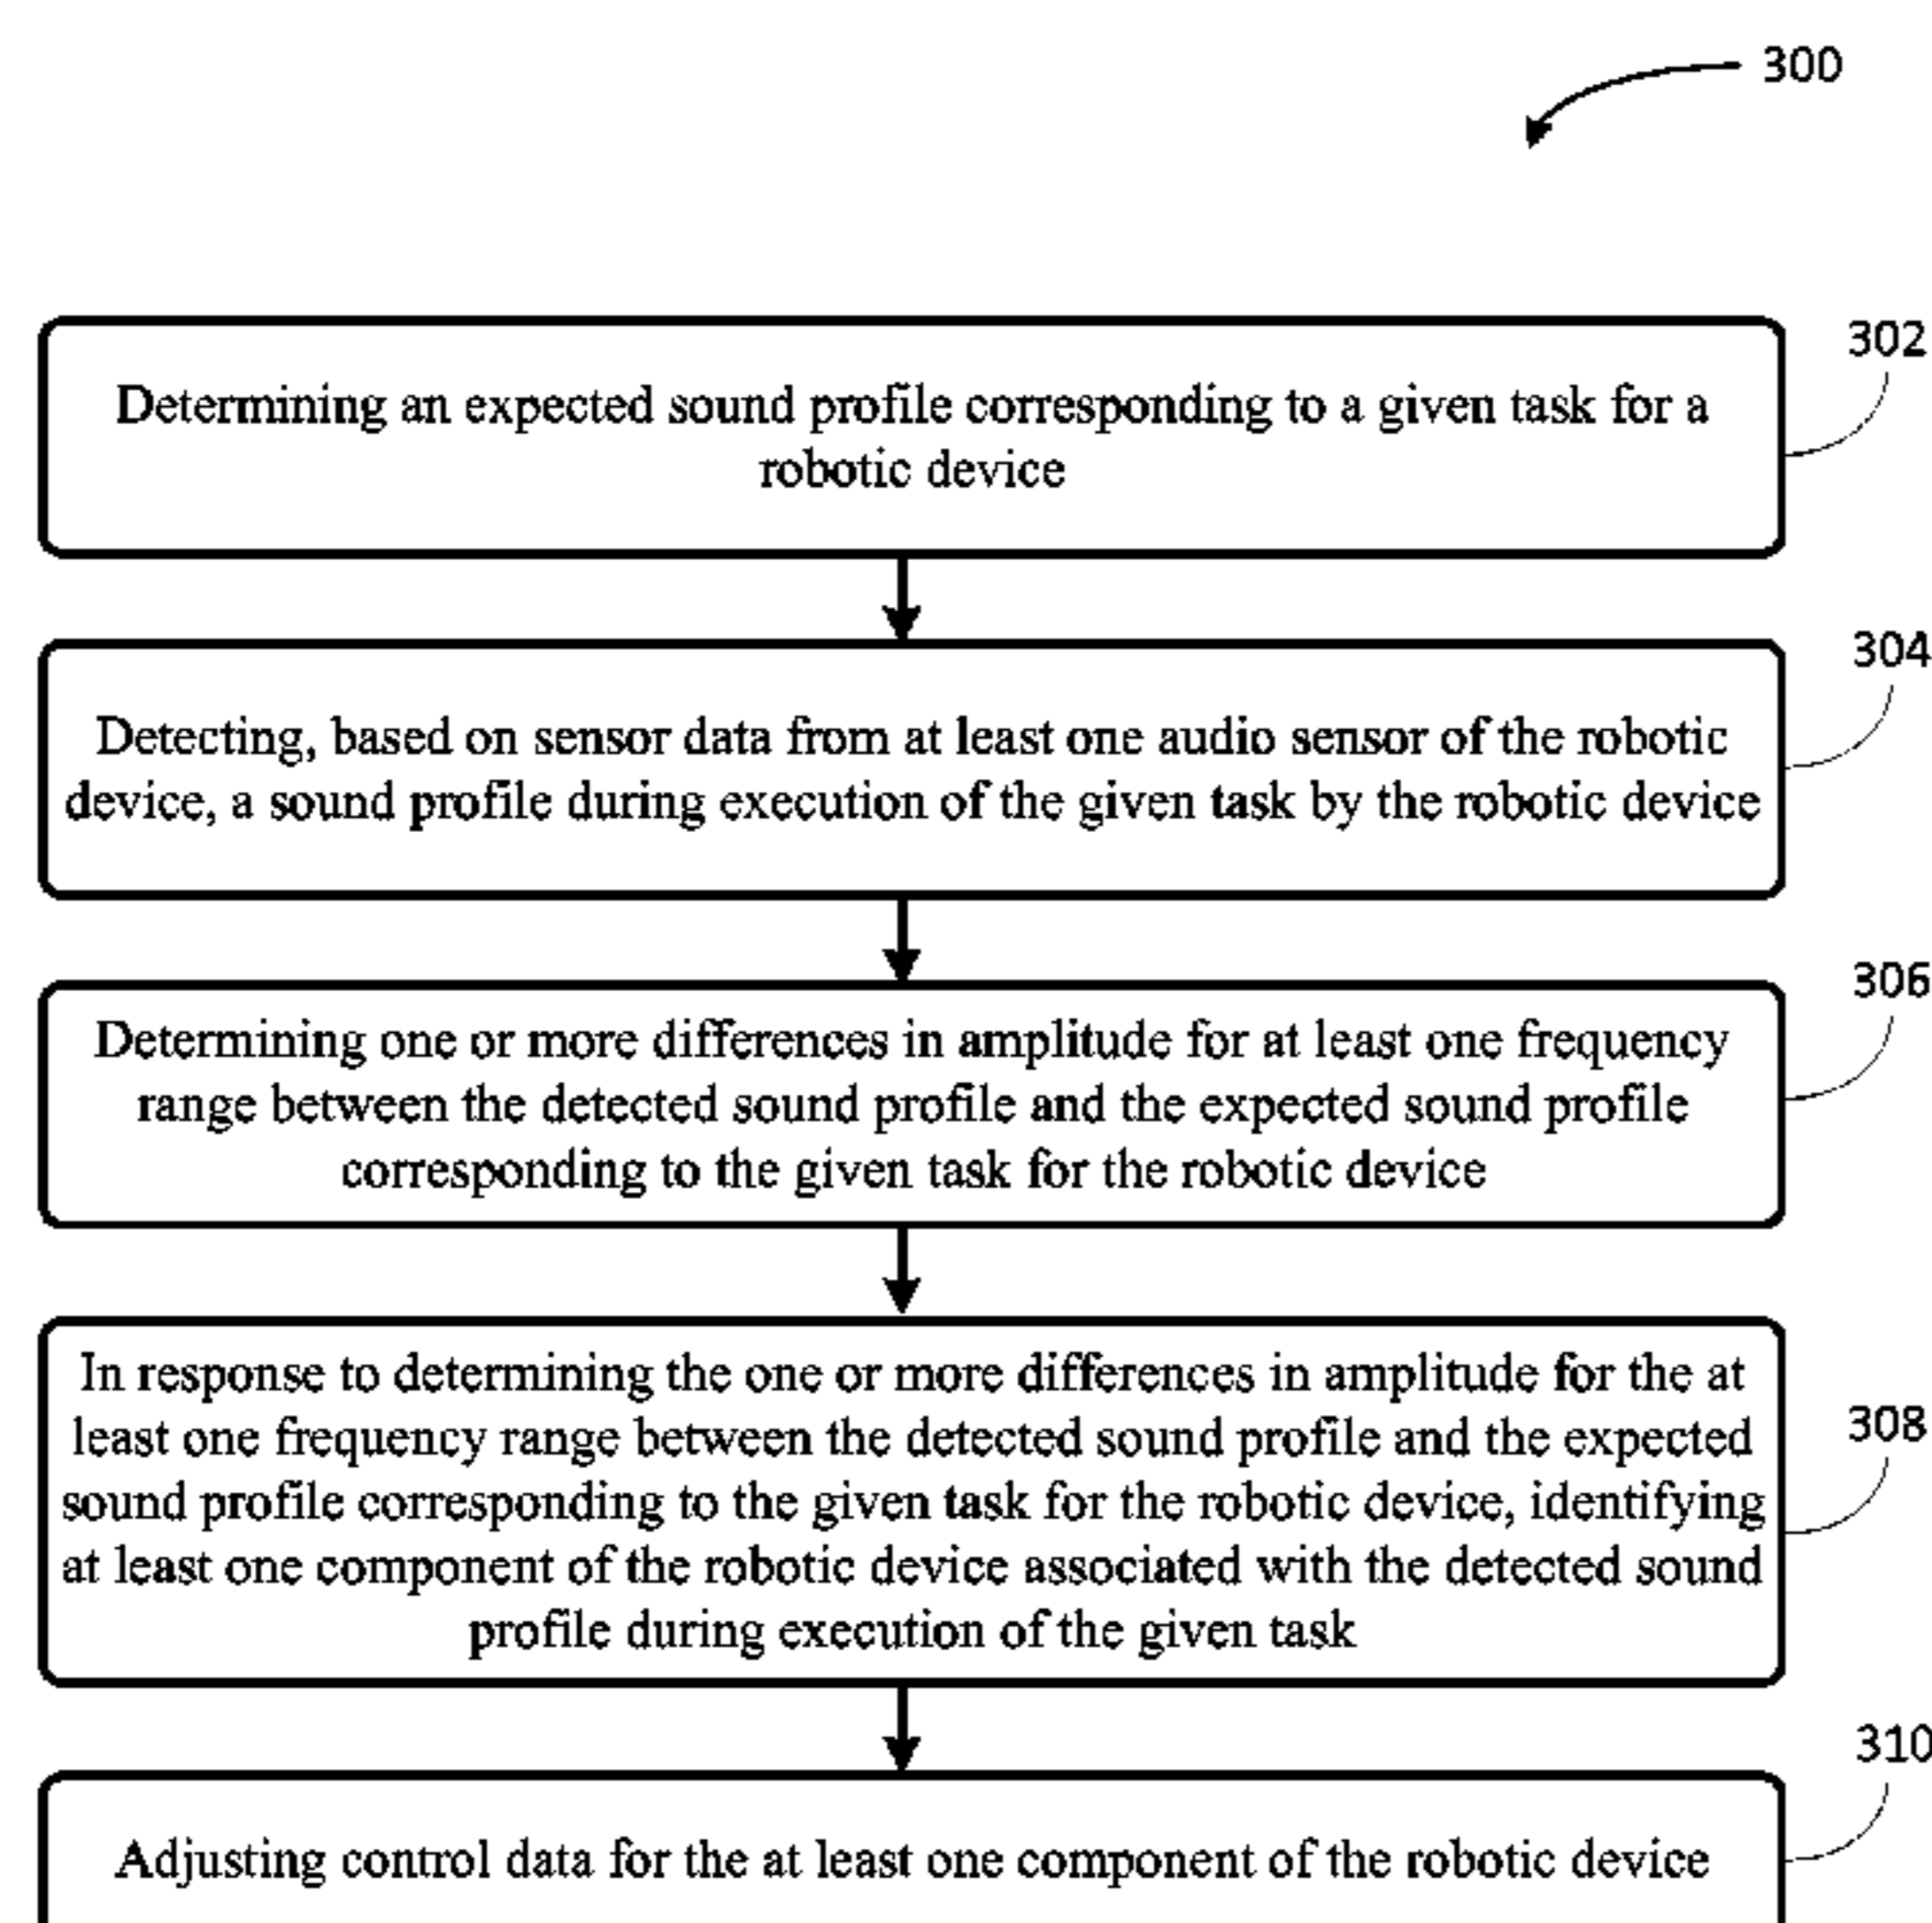 300
302
Determining an expected sound profile corresponding to a given task for a
robotic device
304
Detecting, based on sensor data from at least one audio sensor of the robotic
device, a sound profile during execution of the given task by the robotic device
306
Determining one or more differences in amplitude for at least one frequency
range between the detected sound profile and the expected sound profile
corresponding to the given task for the robotic device
In response to determining the one or more differences in amplitude for the at
least one frequency range between the detected sound profile and the expected
308
sound profile corresponding to the given task for the robotic device, identifying
at least one component of the robotic device associated with the detected sound
profile during execution of the given task
310
Adjusting control data for the at least one component of the robotic device